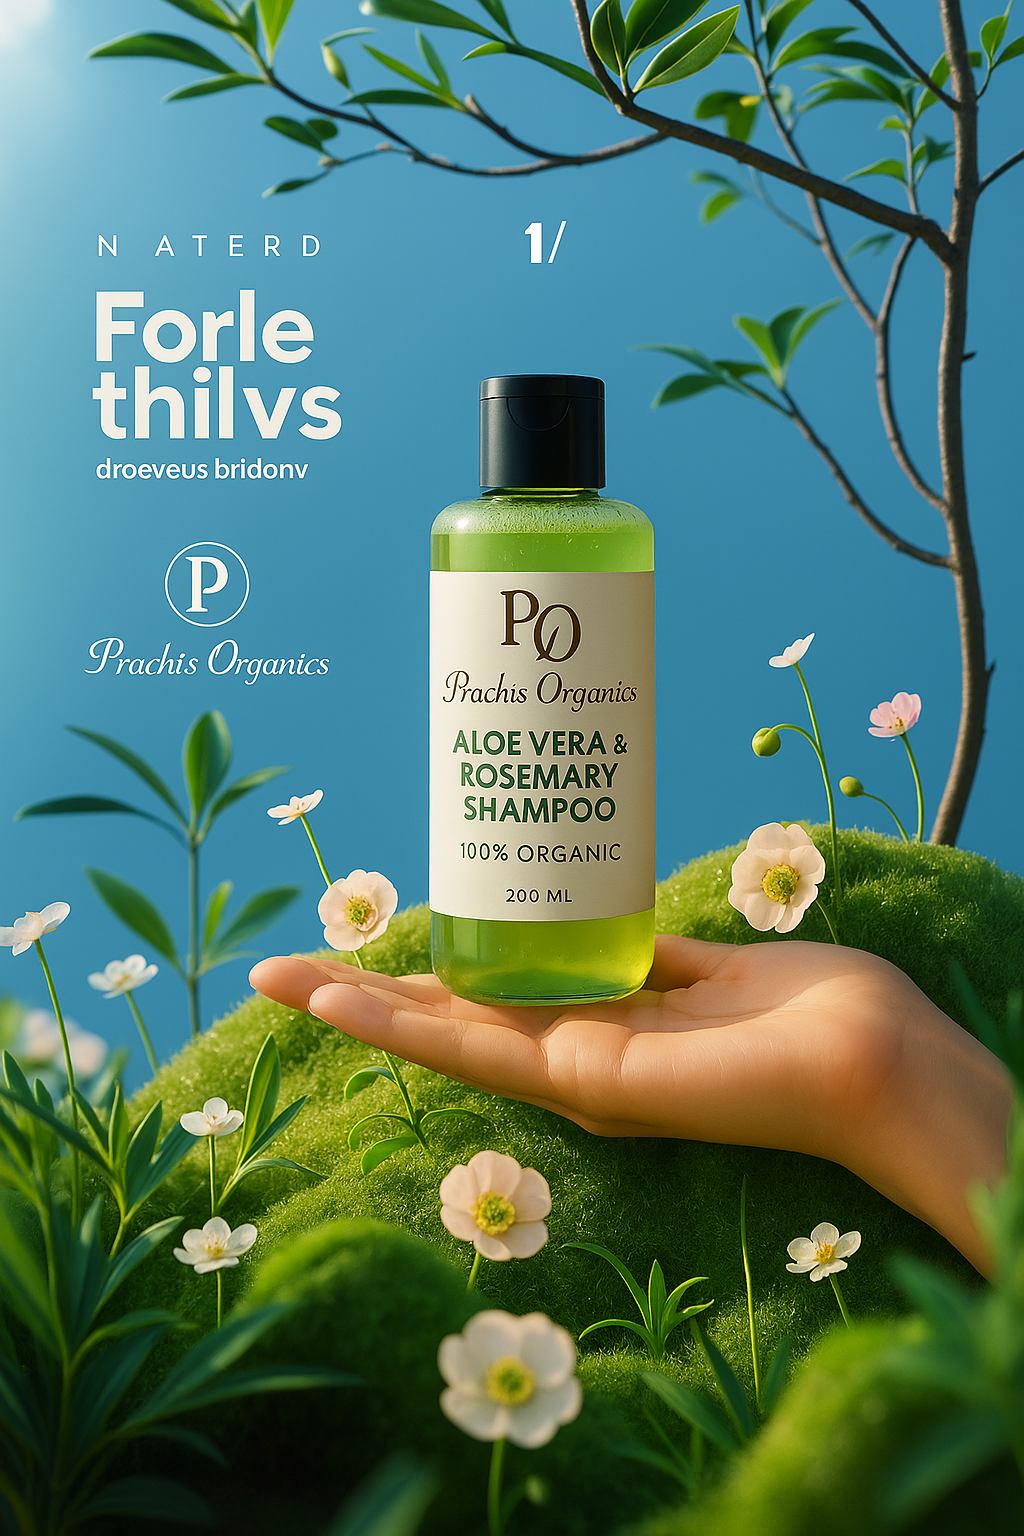 N ATERD
1/
Forle
thilvs
droeveus bridonv
P
Prachis Organics
PO
Prachis Organics
ALOE VERA &
ROSEMARY
SHAMPOO
100% ORGANIC
200 ML